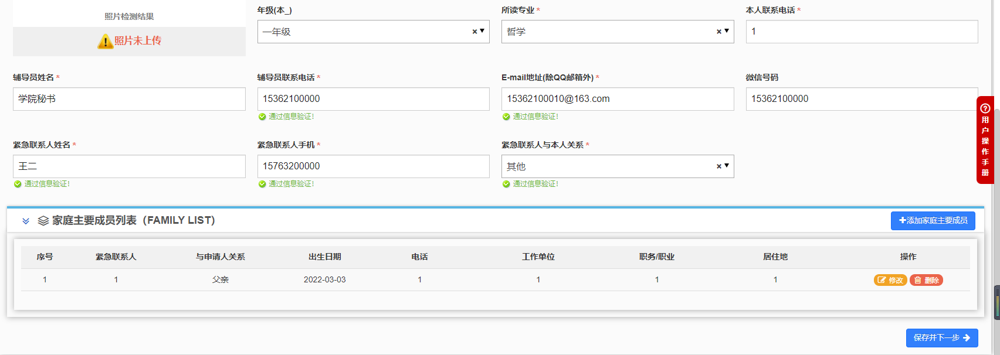 照片检测结果
照片未上传
年级(本_)
一年级
所读专业 *
哲学
本人联系电话 *
1
辅导员姓名 *
学院秘书
辅导员联系电话 *
15362100000
通过信息验证!
E-mail地址(除QQ邮箱外) *
15362100010@163.com
通过信息验证!
微信号码
15362100000
紧急联系人姓名 *
王二
通过信息验证!
紧急联系人手机 *
15763200000
通过信息验证!
紧急联系人与本人关系 *
其他
通过信息验证!
用户操作手册
家庭主要成员列表（FAMILY LIST）
添加家庭主要成员
序号 紧急联系人 与申请人关系 出生日期 电话 工作单位 职务/职业 居住地 操作
1 1 父亲 2022-03-03 1 1 1 1 修改 删除
保存并下一步